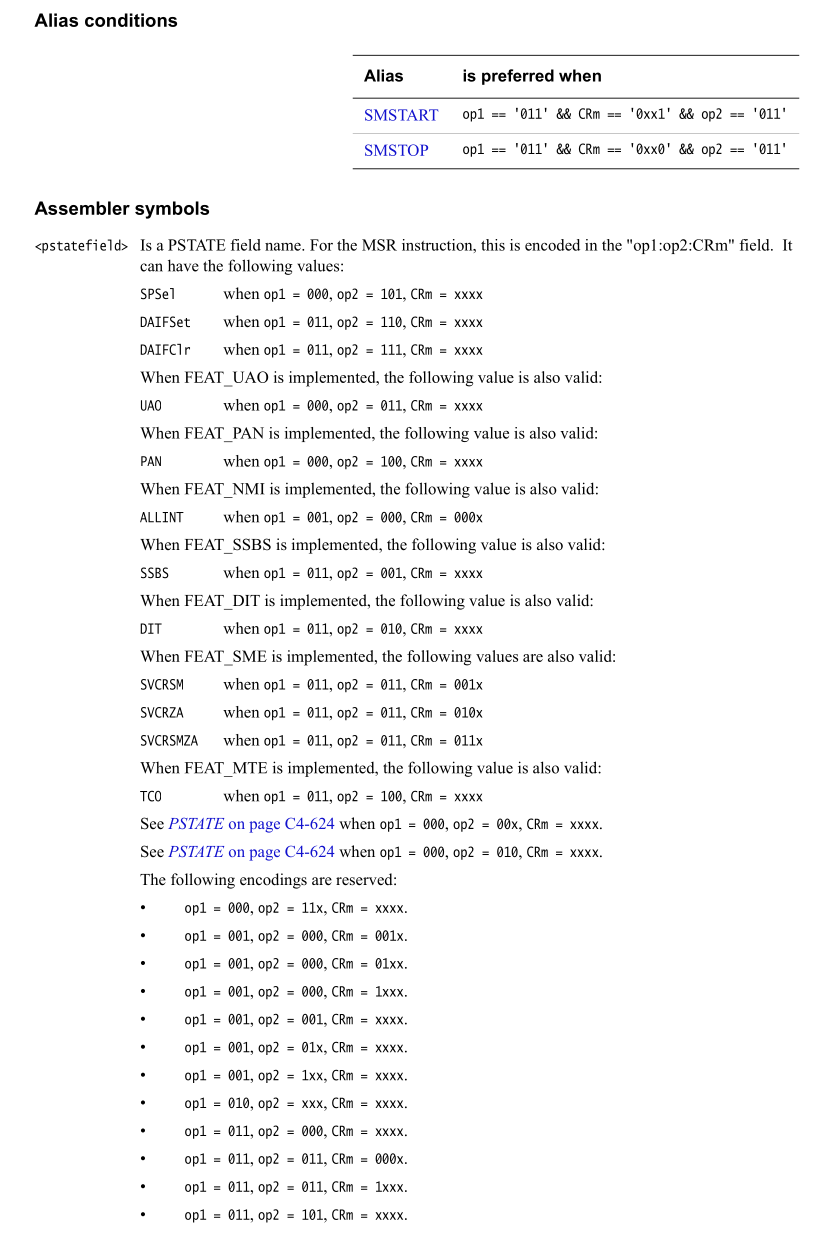 Alias conditions
Alias is preferred when
SMSTART op1 == '011' && CRm == '0xx1' && op2 == '011'
SMSTOP op1 == '011' && CRm == '0xx0' && op2 == '011'
Assembler symbols
<pstatefield> Is a PSTATE field name. For the MSR instruction, this is encoded in the "op1:op2:CRm" field. It
can have the following values:
SPSel when op1 = 000, op2 = 101, CRm = xxxx
DAIFSet when op1 = 011, op2 = 110, CRm = xxxx
DAIFClr when op1 = 011, op2 = 111, CRm = xxxx
When FEAT_UAO is implemented, the following value is also valid:
UAO when op1 = 000, op2 = 011, CRm = xxxx
When FEAT_PAN is implemented, the following value is also valid:
PAN when op1 = 000, op2 = 100, CRm = xxxx
When FEAT_NMI is implemented, the following value is also valid:
ALLINT when op1 = 001, op2 = 000, CRm = 000x
When FEAT_SSBS is implemented, the following value is also valid:
SSBS when op1 = 011, op2 = 001, CRm = xxxx
When FEAT_DIT is implemented, the following value is also valid:
DIT when op1 = 011, op2 = 010, CRm = xxxx
When FEAT_SME is implemented, the following values are also valid:
SVCRSM when op1 = 011, op2 = 011, CRm = 001x
SVCRZA when op1 = 011, op2 = 011, CRm = 010x
SVCRSMZA when op1 = 011, op2 = 011, CRm = 011x
When FEAT_MTE is implemented, the following value is also valid:
TCO when op1 = 011, op2 = 100, CRm = xxxx
See PSTATE on page C4-624 when op1 = 000, op2 = 00x, CRm = xxxx.
See PSTATE on page C4-624 when op1 = 000, op2 = 010, CRm = xxxx.
The following encodings are reserved:
• op1 = 000, op2 = 11x, CRm = xxxx.
• op1 = 001, op2 = 000, CRm = 001x.
• op1 = 001, op2 = 000, CRm = 01xx.
• op1 = 001, op2 = 000, CRm = 1xxx.
• op1 = 001, op2 = 001, CRm = xxxx.
• op1 = 001, op2 = 01x, CRm = xxxx.
• op1 = 001, op2 = 1xx, CRm = xxxx.
• op1 = 010, op2 = xxx, CRm = xxxx.
• op1 = 011, op2 = 000, CRm = xxxx.
• op1 = 011, op2 = 011, CRm = 000x.
• op1 = 011, op2 = 011, CRm = 1xxx.
• op1 = 011, op2 = 101, CRm = xxxx.